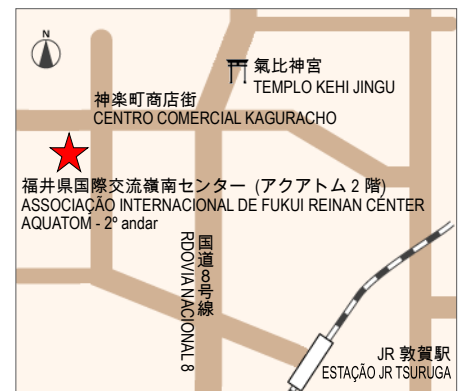 N
氣比神宮
TEMPLO KEHI JINGU
神楽町商店街
CENTRO COMERCIAL KAGURACHO
福井県国際交流嶺南センター (アクアトム2階)
ASSOCIAÇÃO INTERNACIONAL DE FUKUI REINAN CENTER
AQUATOM - 2º andar
国道8号線
RDOVIA NACIONAL 8
JR 敦賀駅
ESTAÇÃO JR TSURUGA